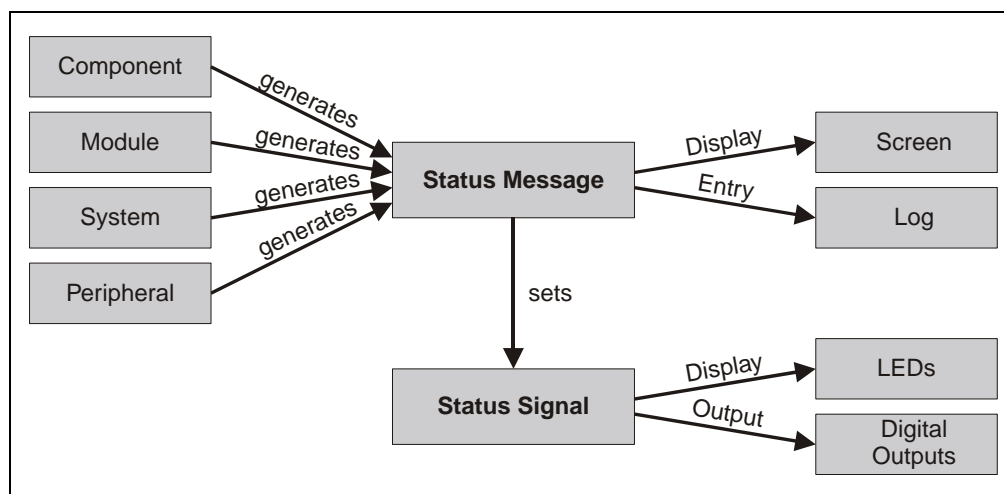 Component
generates
Module
generates
System
generates
Peripheral
generates
Status Message
Display
Screen
Entry
Log
sets
Status Signal
Display
LEDs
Output
Digital
Outputs